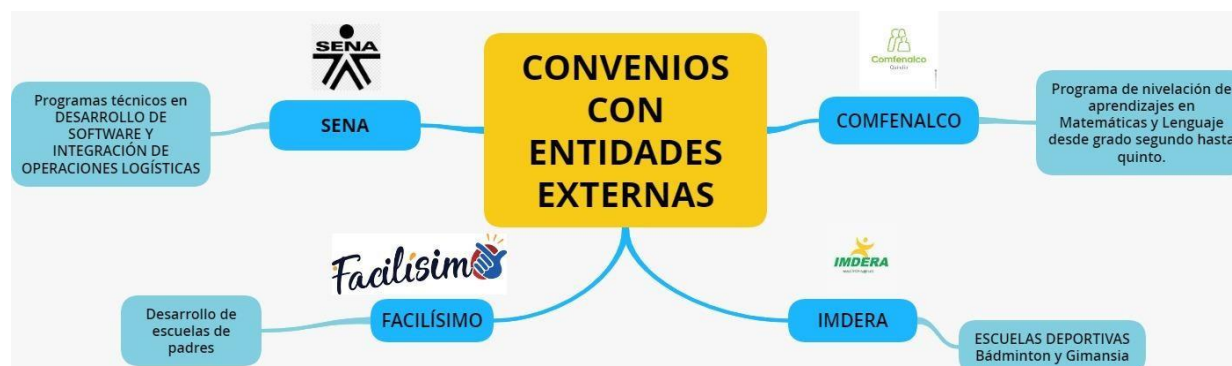 CONVENIOS
CON
ENTIDADES
EXTERNAS
SENA
SENA
Programas técnicos en
DESARROLLO DE
SOFTWARE Y
INTEGRACIÓN DE
OPERACIONES LOGÍSTICAS
Comfenalco
Quindío
COMFENALCO
Programa de nivelación de
aprendizajes en
Matemáticas y Lenguaje
desde grado segundo hasta
quinto.
Facilísimo
FACILÍSIMO
Desarrollo de
escuelas de
padres
IMDERA
IMDERA
ESCUELAS DEPORTIVAS
Bádminton y Gimansia